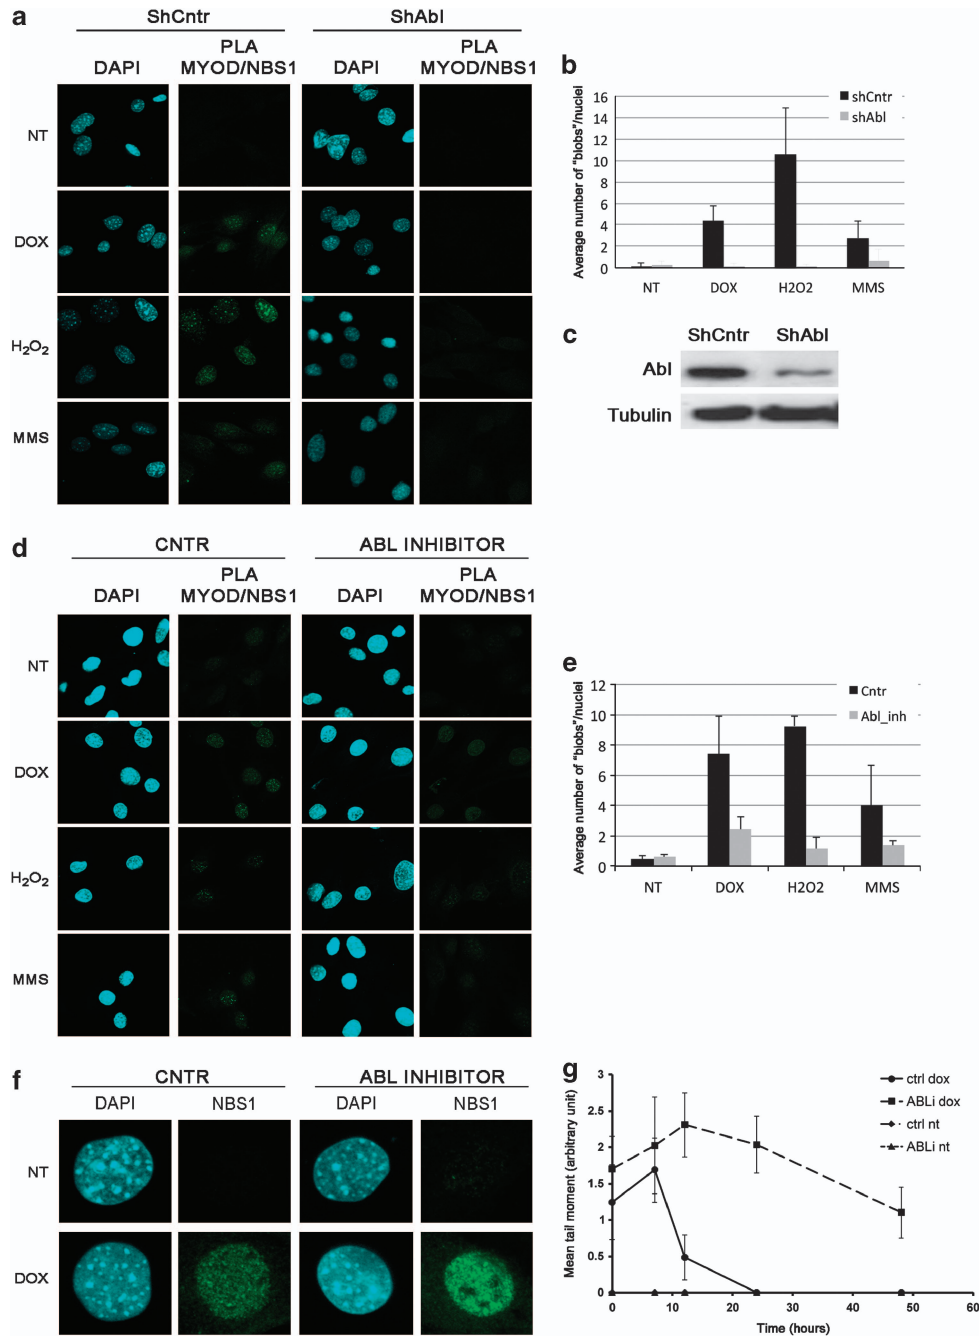 a
ShCntr
ShAbl
DAPI
PLA
MYOD/NBS1
DAPI
PLA
MYOD/NBS1
NT
DOX
H2O2
MMS
b
Average number of "blobs"/nuclei
16
14
12
10
8
6
4
2
0
shCntr
shAbl
NT
DOX
H2O2
MMS
c
ShCntr
ShAbl
Abl
Tubulin
d
CNTR
ABL INHIBITOR
DAPI
PLA
MYOD/NBS1
DAPI
PLA
MYOD/NBS1
NT
DOX
H2O2
MMS
e
Average number of "blobs"/nuclei
12
10
8
6
4
2
0
Cntr
Abl_inh
NT
DOX
H2O2
MMS
f
CNTR
ABL INHIBITOR
DAPI
NBS1
DAPI
NBS1
NT
DOX
g
Mean tail moment (arbitrary unit)
3
2.5
2
1.5
1
0.5
0
ctrl dox
ABLi dox
ctrl nt
ABLi nt
0
10
20
30
40
50
60
Time (hours)